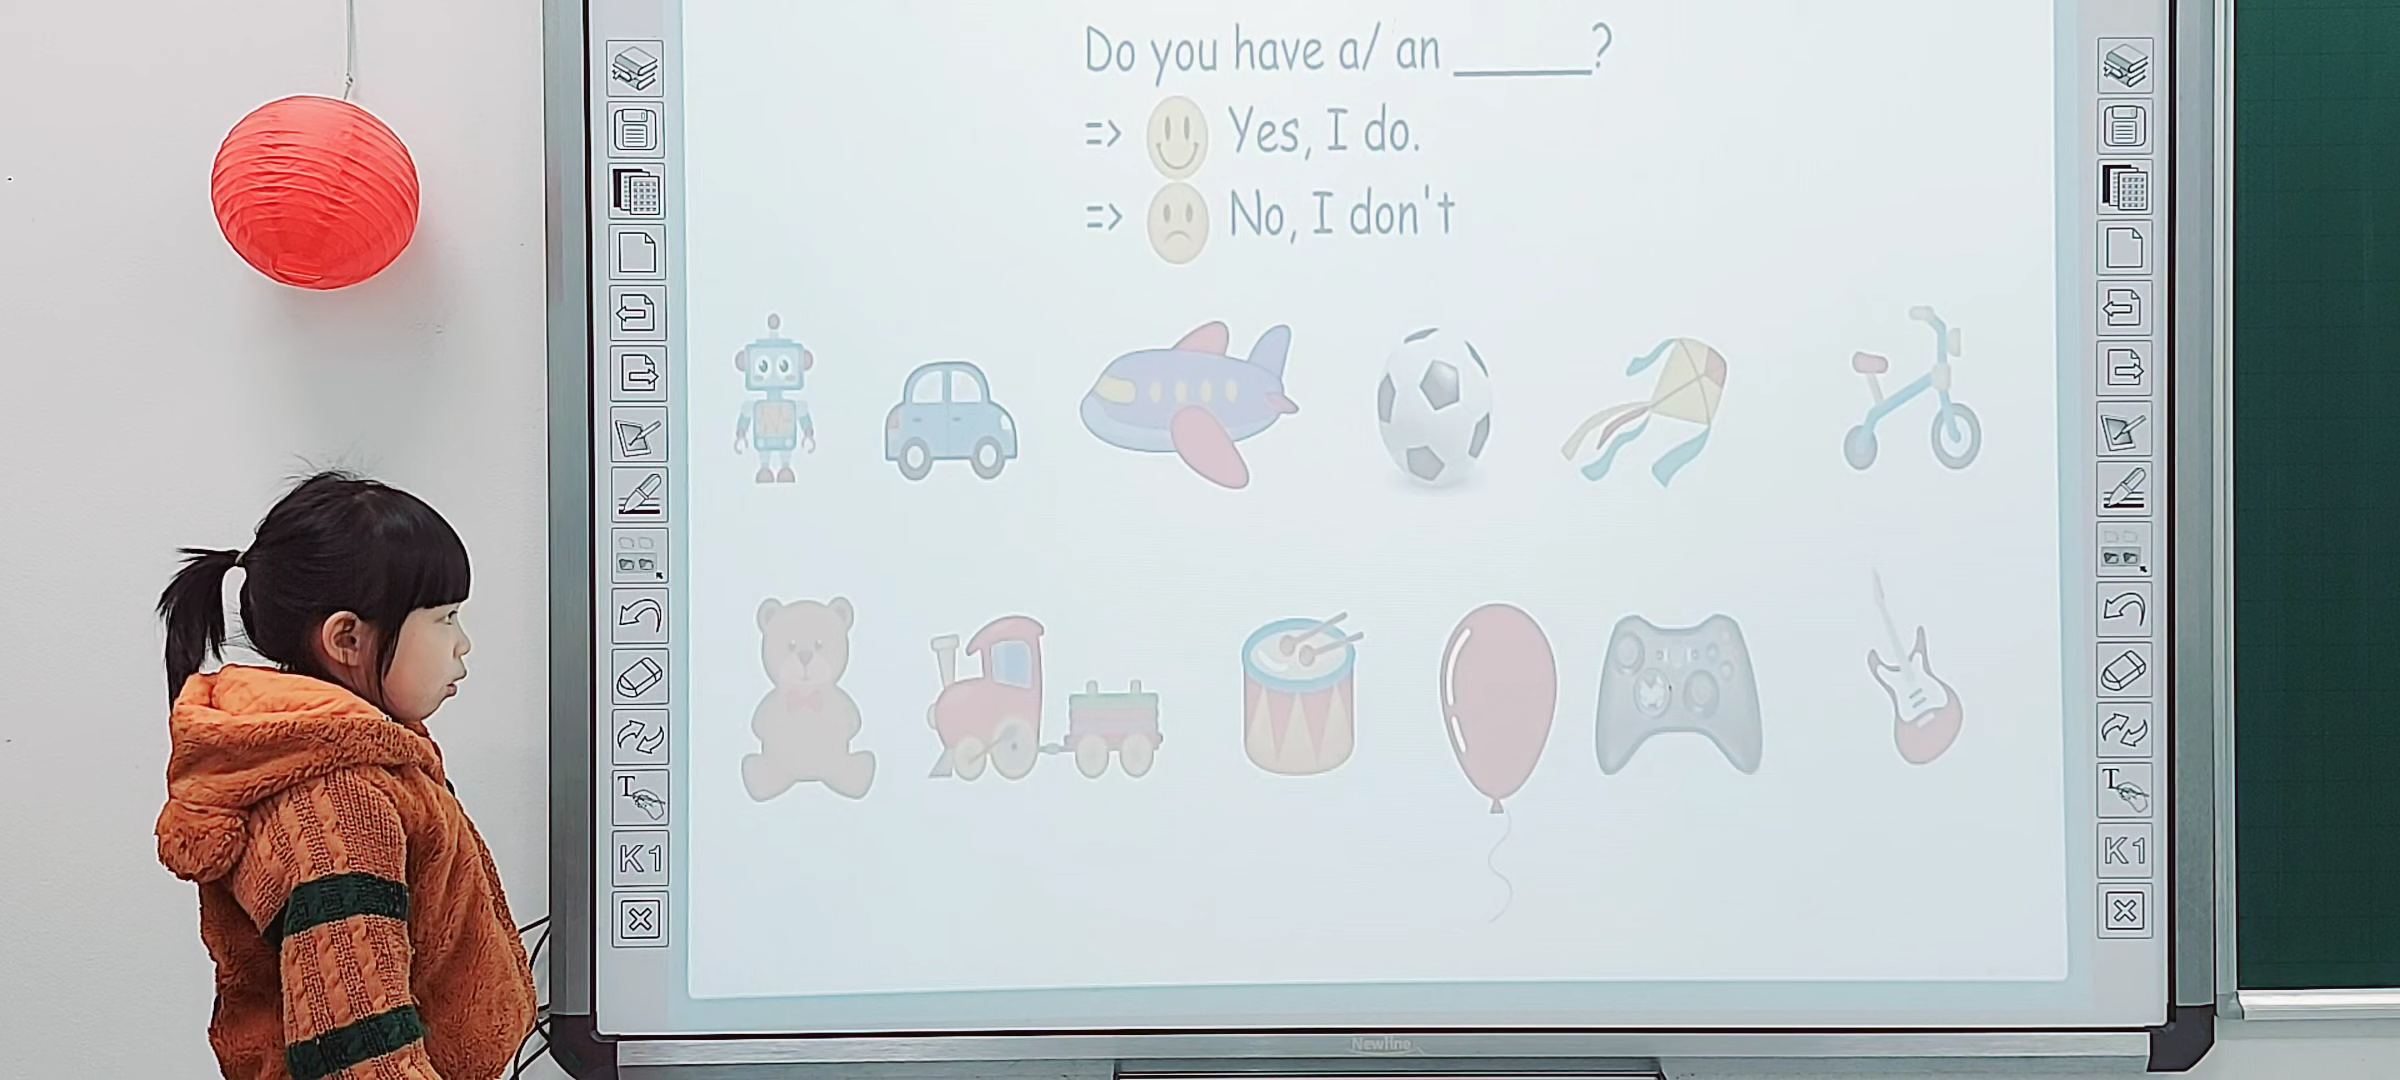 Do you have a/ an ______?
=> Yes, I do.
=> No, I don't
T
K1
T
K1
Newline